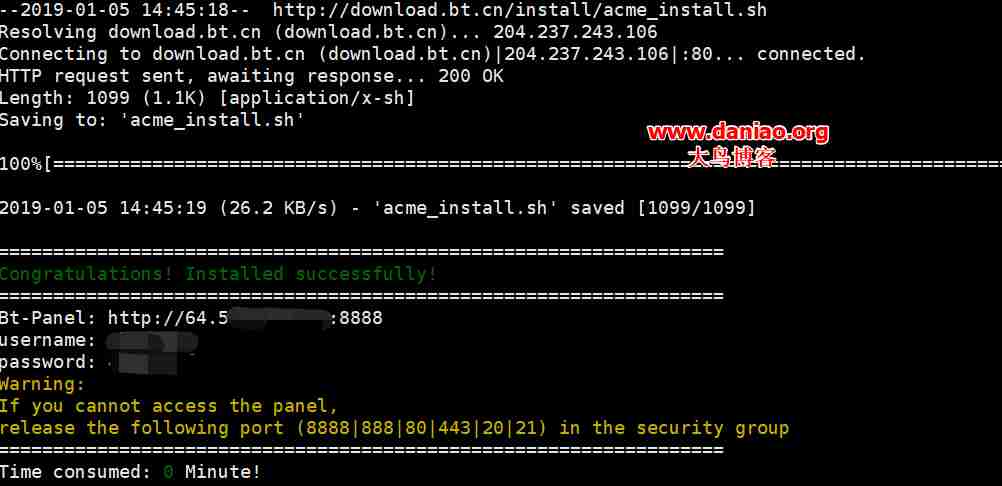 --2019-01-05 14:45:18--  http://download.bt.cn/install/acme_install.sh
Resolving download.bt.cn (download.bt.cn)... 204.237.243.106
Connecting to download.bt.cn (download.bt.cn)|204.237.243.106|:80... connected.
HTTP request sent, awaiting response... 200 OK
Length: 1099 (1.1K) [application/x-sh]
Saving to: 'acme_install.sh'
www.daniao.org
大鸟博客
100%[======================================================================================
2019-01-05 14:45:19 (26.2 KB/s) - 'acme_install.sh' saved [1099/1099]
==================================================================
Congratulations! Installed successfully!
==================================================================
Bt-Panel: http://64.5 :8888
username:
password:
Warning:
If you cannot access the panel,
release the following port (8888|888|80|443|20|21) in the security group
==================================================================
Time consumed: 0 Minute!